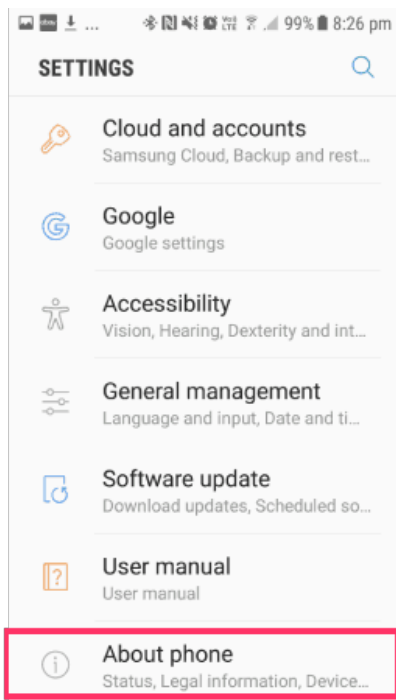 ... 99% 8:26 pm
SETTINGS
Cloud and accounts
Samsung Cloud, Backup and rest...
Google
Google settings
Accessibility
Vision, Hearing, Dexterity and int...
General management
Language and input, Date and ti...
Software update
Download updates, Scheduled so...
User manual
User manual
About phone
Status, Legal information, Device...